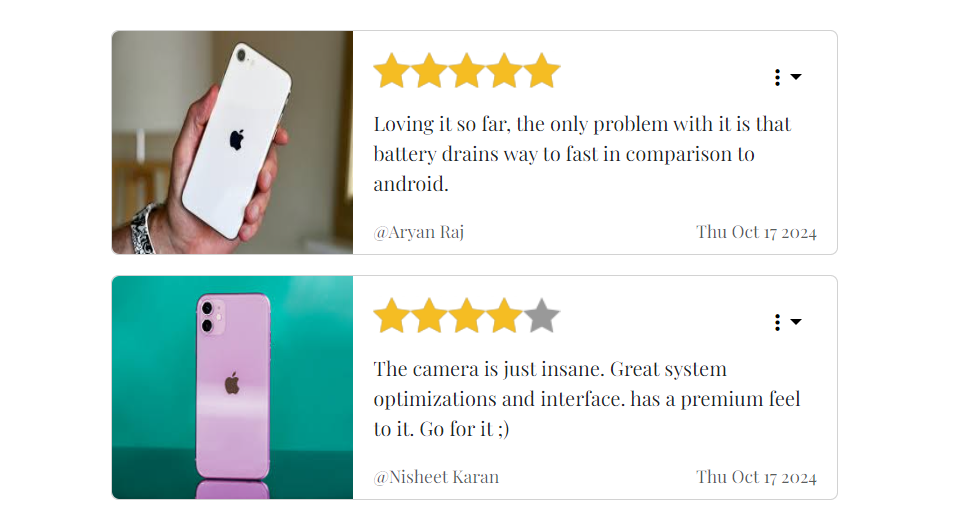 Loving it so far, the only problem with it is that
battery drains way to fast in comparison to
android.
@Aryan Raj
Thu Oct 17 2024
The camera is just insane. Great system
optimizations and interface. has a premium feel
to it. Go for it ;)
@Nisheet Karan
Thu Oct 17 2024